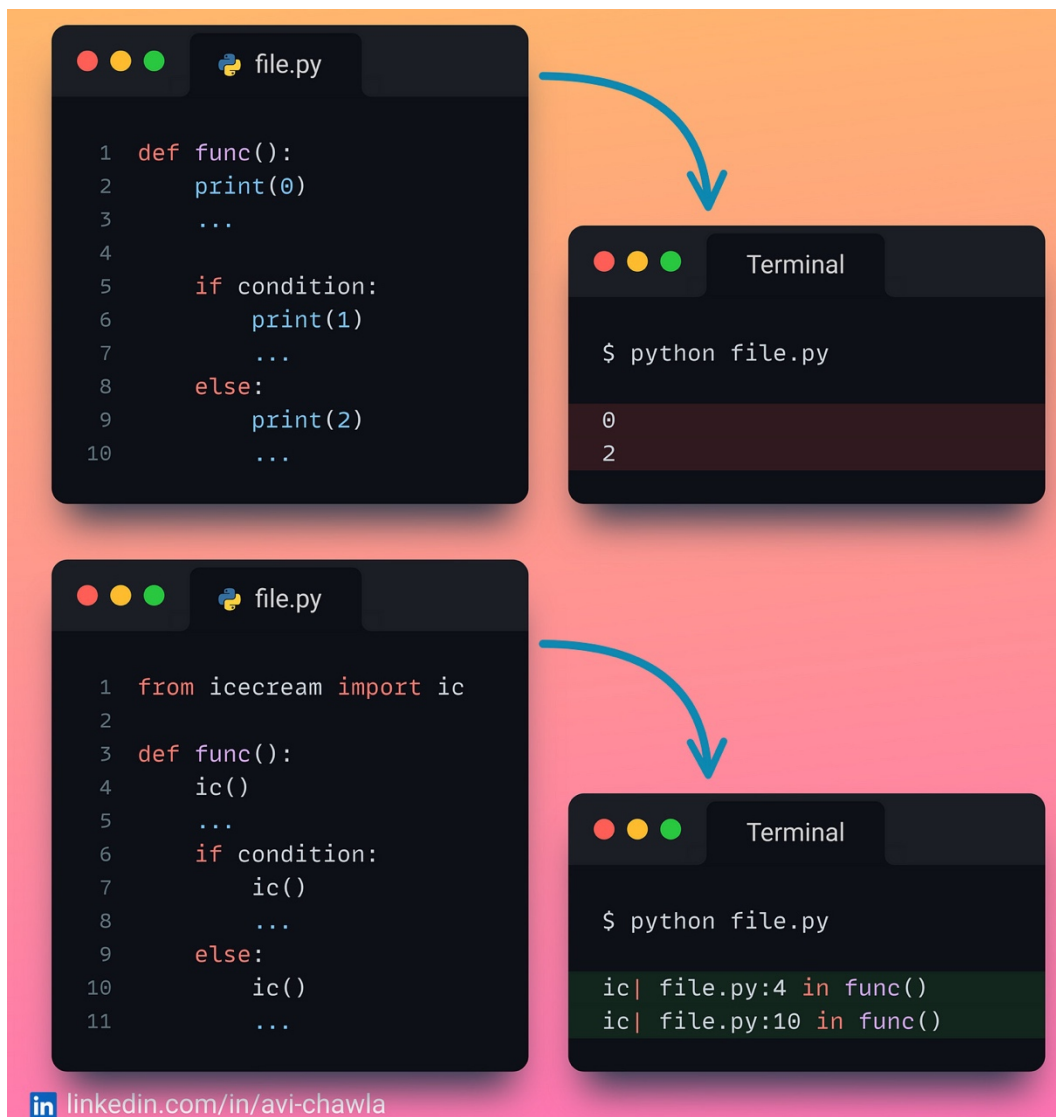 file.py
1 def func():
2     print(0)
3     ...
4
5     if condition:
6         print(1)
7         ...
8     else:
9         print(2)
10         ...
Terminal
$ python file.py
0
2
file.py
1 from icecream import ic
2
3 def func():
4     ic()
5     ...
6     if condition:
7         ic()
8         ...
9     else:
10         ic()
11         ...
Terminal
$ python file.py
ic| file.py:4 in func()
ic| file.py:10 in func()
in linkedin.com/in/avi-chawla